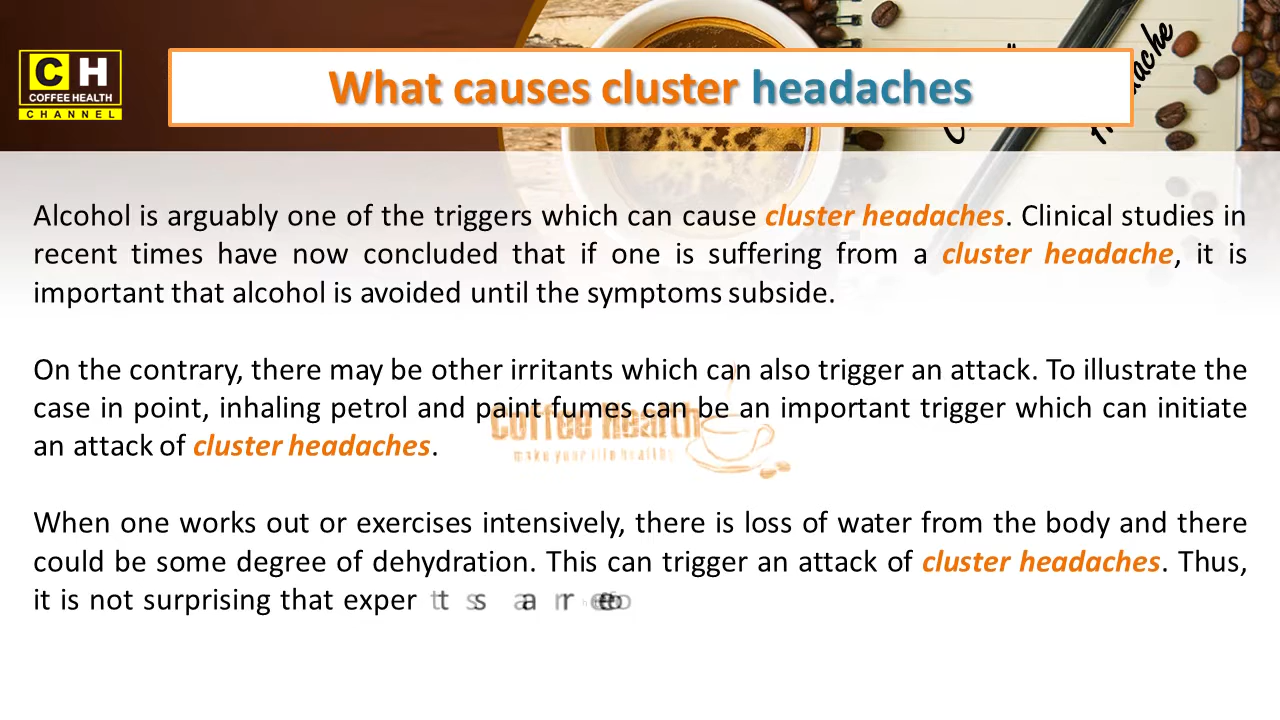 C H
COFFEE HEALTH
CHANNEL
What causes cluster headaches
Alcohol is arguably one of the triggers which can cause cluster headaches. Clinical studies in
recent times have now concluded that if one is suffering from a cluster headache, it is
important that alcohol is avoided until the symptoms subside.
On the contrary, there may be other irritants which can also trigger an attack. To illustrate the
case in point, inhaling petrol and paint fumes can be an important trigger which can initiate
an attack of cluster headaches.
Coffee Health
make your life healthy
When one works out or exercises intensively, there is loss of water from the body and there
could be some degree of dehydration. This can trigger an attack of cluster headaches. Thus,
it is not surprising that